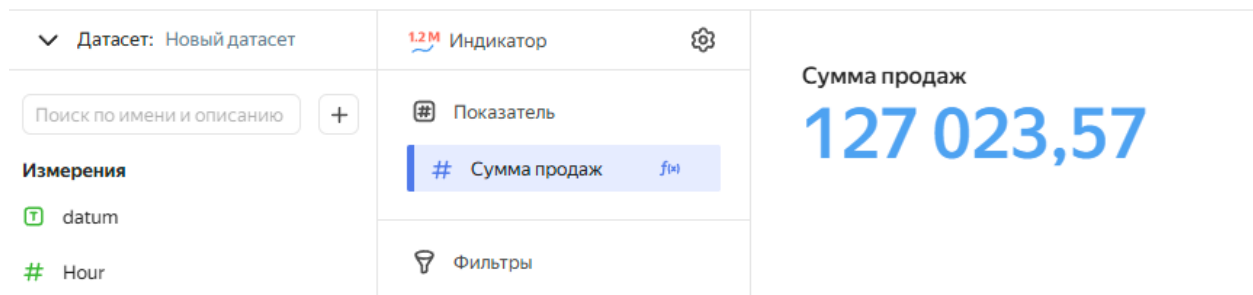 Датасет: Новый датасет
Поиск по имени и описанию
+
Измерения
T datum
# Hour
1.2M Индикатор
# Показатель
# Сумма продаж f(x)
Фильтры
Сумма продаж
127 023,57